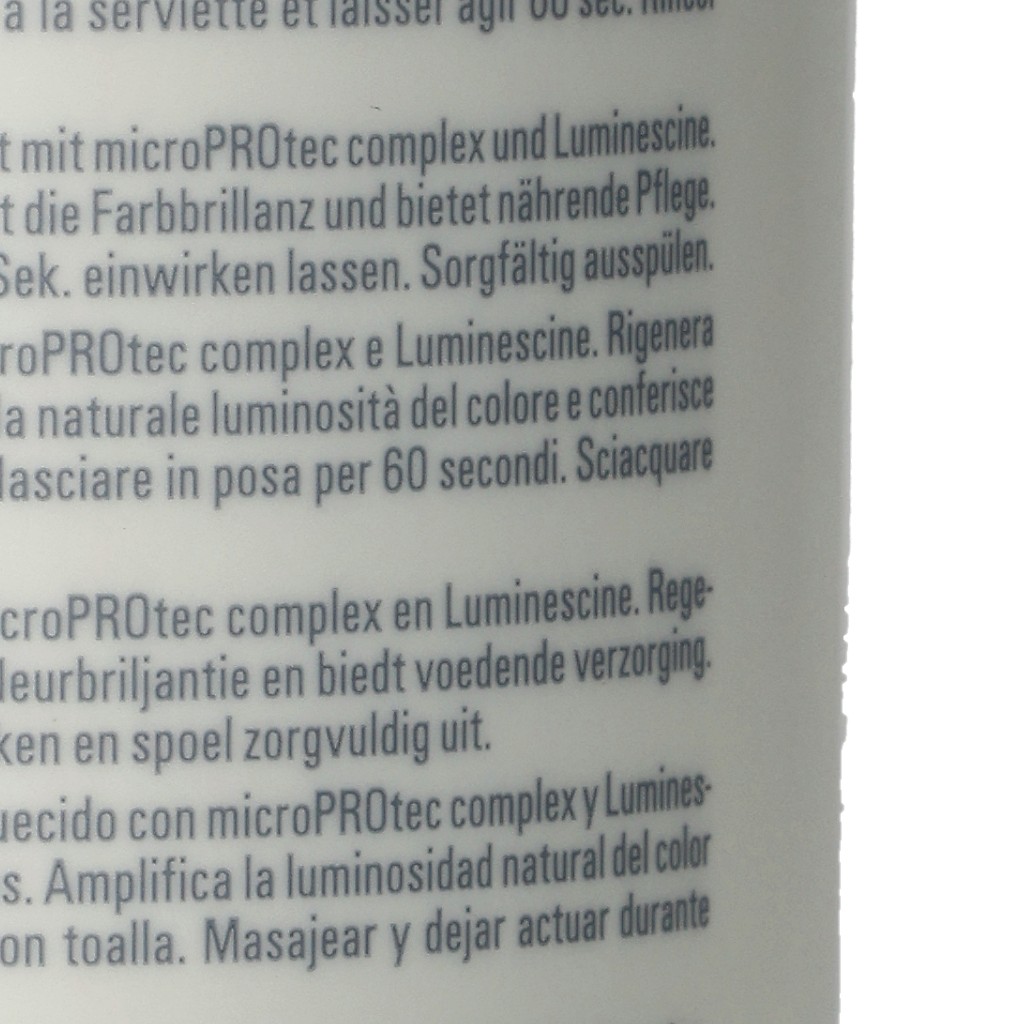 à la serviette et laisser agir 60 sec. Rincer
t mit microPROtec complex und Luminescine.
t die Farbbrillanz und bietet nährende Pflege.
Sek. einwirken lassen. Sorgfältig ausspülen.
roPROtec complex e Luminescine. Rigenera
la naturale luminosità del colore e conferisce
lasciare in posa per 60 secondi. Sciacquare
croPROtec complex en Luminescine. Rege-
leurbriljantie en biedt voedende verzorging.
ken en spoel zorgvuldig uit.
uecido con microPROtec complex y Lumines-
s. Amplifica la luminosidad natural del color
on toalla. Masajear y dejar actuar durante